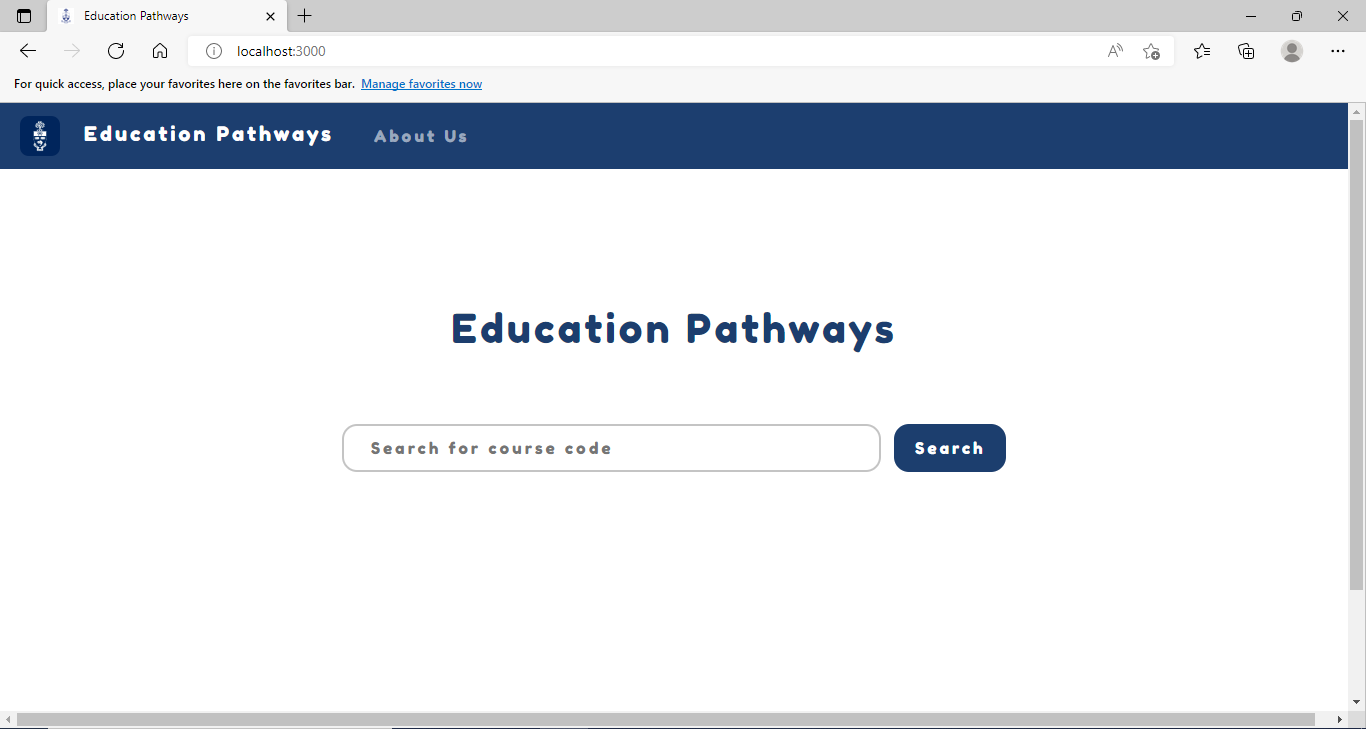 Education Pathways
localhost:3000
For quick access, place your favorites here on the favorites bar. Manage favorites now
Education Pathways About Us
Education Pathways
Search for course code Search